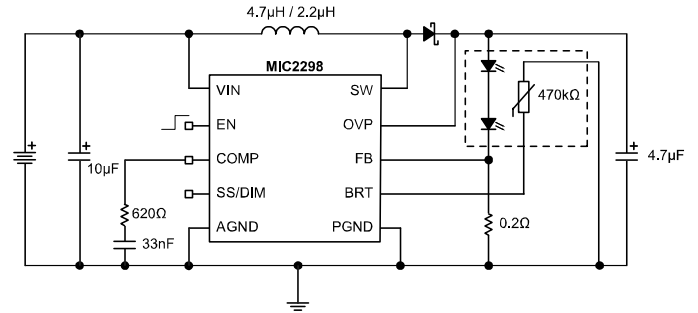 4.7µH / 2.2µH
MIC2298
VIN
SW
EN
OVP
470kΩ
10µF
COMP
FB
4.7µF
SS/DIM
BRT
620Ω
AGND
PGND
0.2Ω
33nF